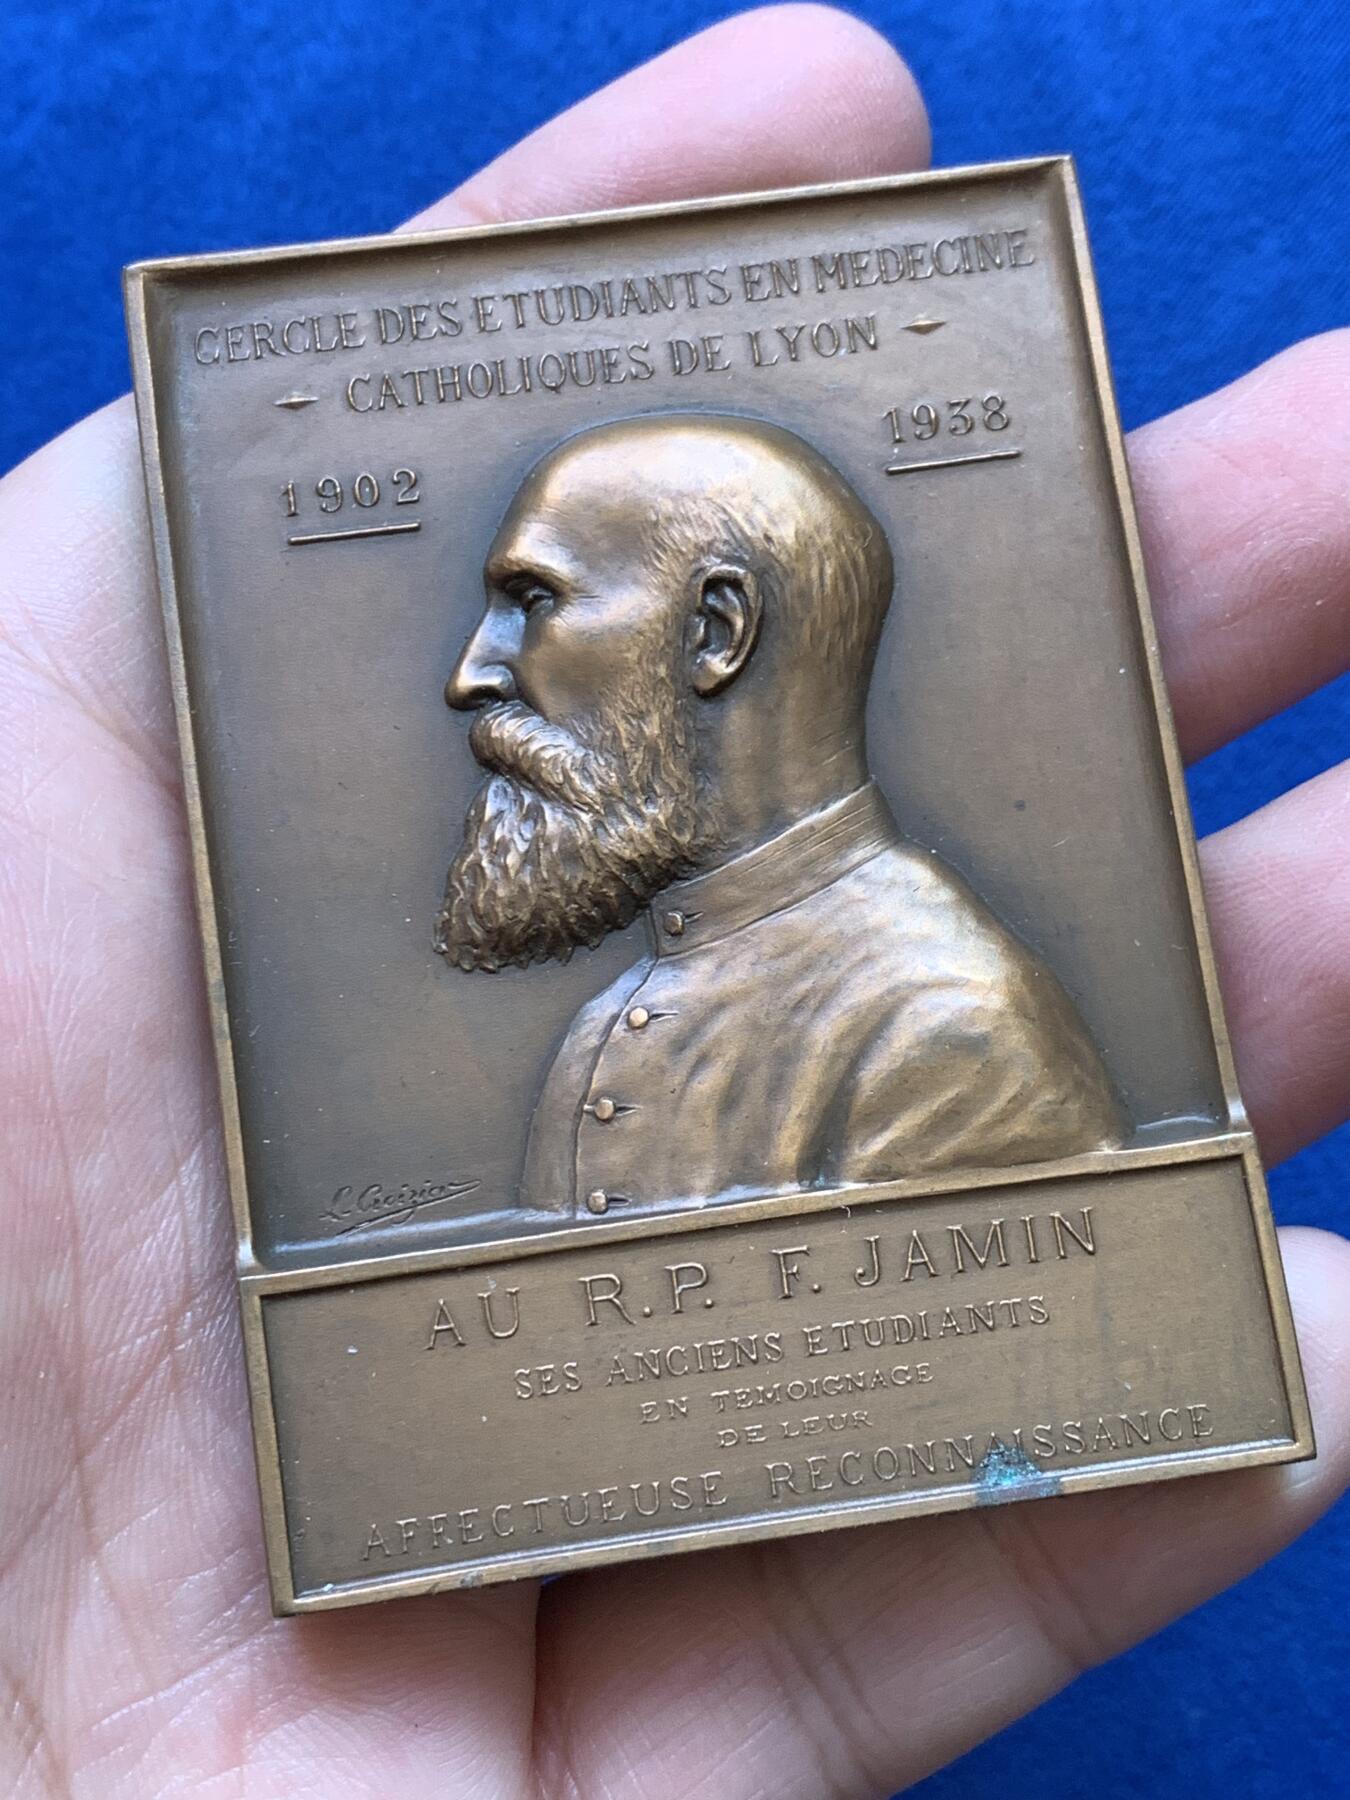 CERCLE DES ETUDIANTS EN MEDECINE
CATHOLIQUES DE LYON
1902
1938
L. Croizier
AU R.P. F. JAMIN
SES ANCIENS ETUDIANTS
EN TEMOIGNAGE
DE LEUR
AFFECTUEUSE RECONNAISSANCE